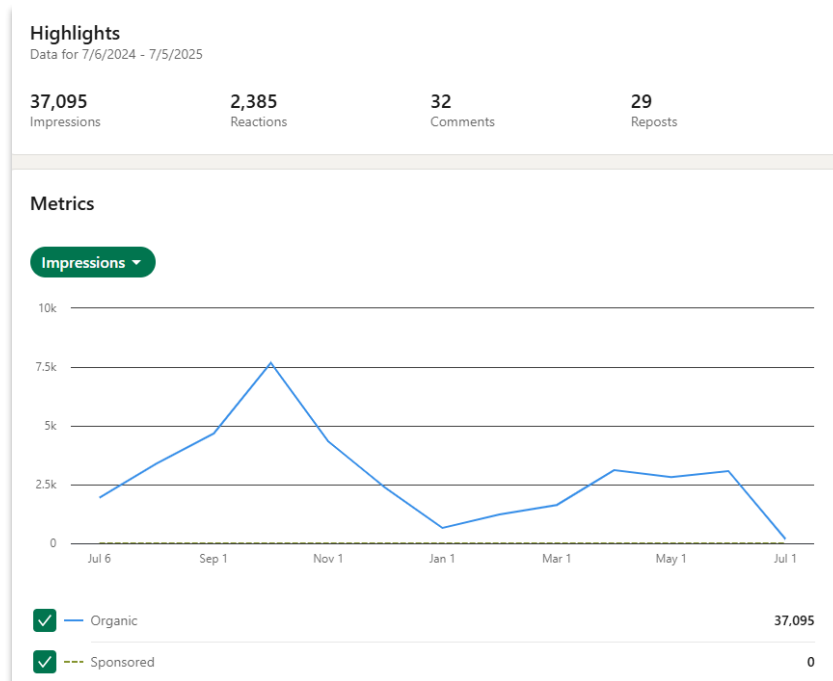 Highlights
Data for 7/6/2024 - 7/5/2025
37,095 2,385 32 29
Impressions Reactions Comments Reposts
Metrics
Impressions
10k
7.5k
5k
2.5k
0
Jul 6 Sep 1 Nov 1 Jan 1 Mar 1 May 1 Jul 1
Organic 37,095
Sponsored 0